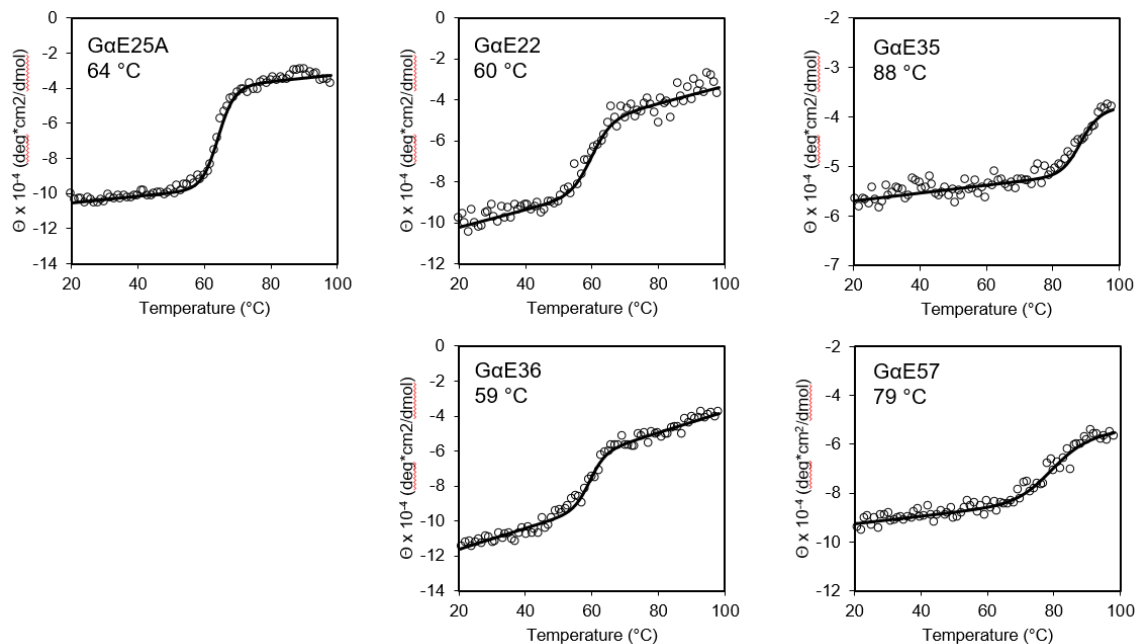 GαE25A
64 °C
0
-2
-4
-6
-8
-10
-12
-14
Θ x 10⁻⁴ (deg*cm2/dmol)
20 40 60 80 100
Temperature (°C)
GαE22
60 °C
0
-2
-4
-6
-8
-10
-12
Θ x 10⁻⁴ (deg*cm2/dmol)
20 40 60 80 100
Temperature (°C)
GαE35
88 °C
-2
-3
-4
-5
-6
-7
Θ x 10⁻⁴ (deg*cm2/dmol)
20 40 60 80 100
Temperature (°C)
GαE36
59 °C
0
-2
-4
-6
-8
-10
-12
-14
Θ x 10⁻⁴ (deg*cm2/dmol)
20 40 60 80 100
Temperature (°C)
GαE57
79 °C
-2
-4
-6
-8
-10
-12
Θ x 10⁻⁴ (deg*cm²/dmol)
20 40 60 80 100
Temperature (°C)